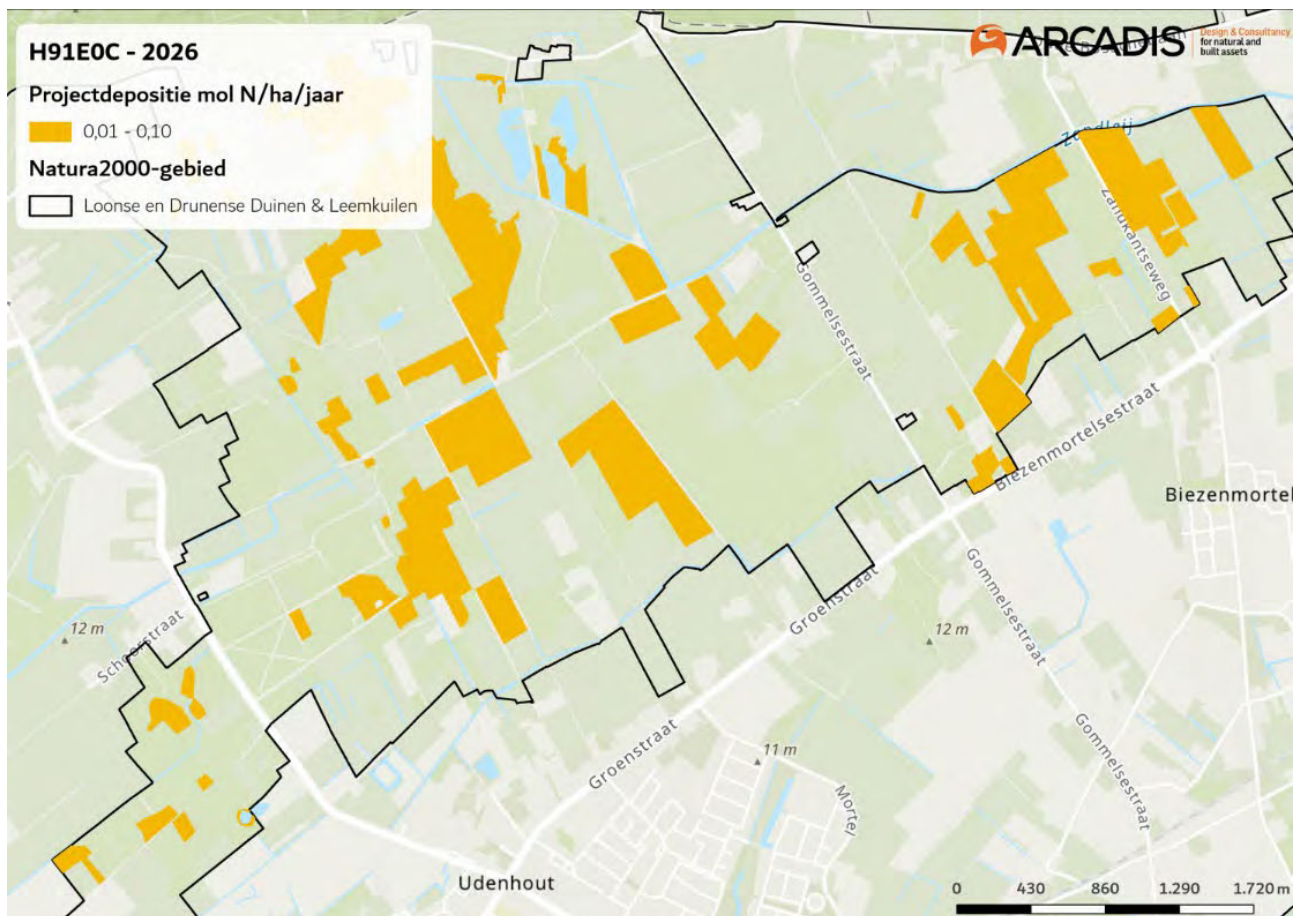 H91E0C - 2026
Projectdepositie mol N/ha/jaar
0,01 - 0,10
Natura2000-gebied
Loonse en Drunense Duinen & Leemkuilen
ARCADIS
Design & Consultancy
for natural and
built assets
Zandleij
Zandkantseweg
Gommelsestraat
Biezenmortelsestraat
Biezenmortel
Schoorstraat
12 m
Groenstraat
12 m
Gommelsestraat
Groenstraat
11 m
Gommelsestraat
Mortel
Udenhout
0 430 860 1.290 1.720 m